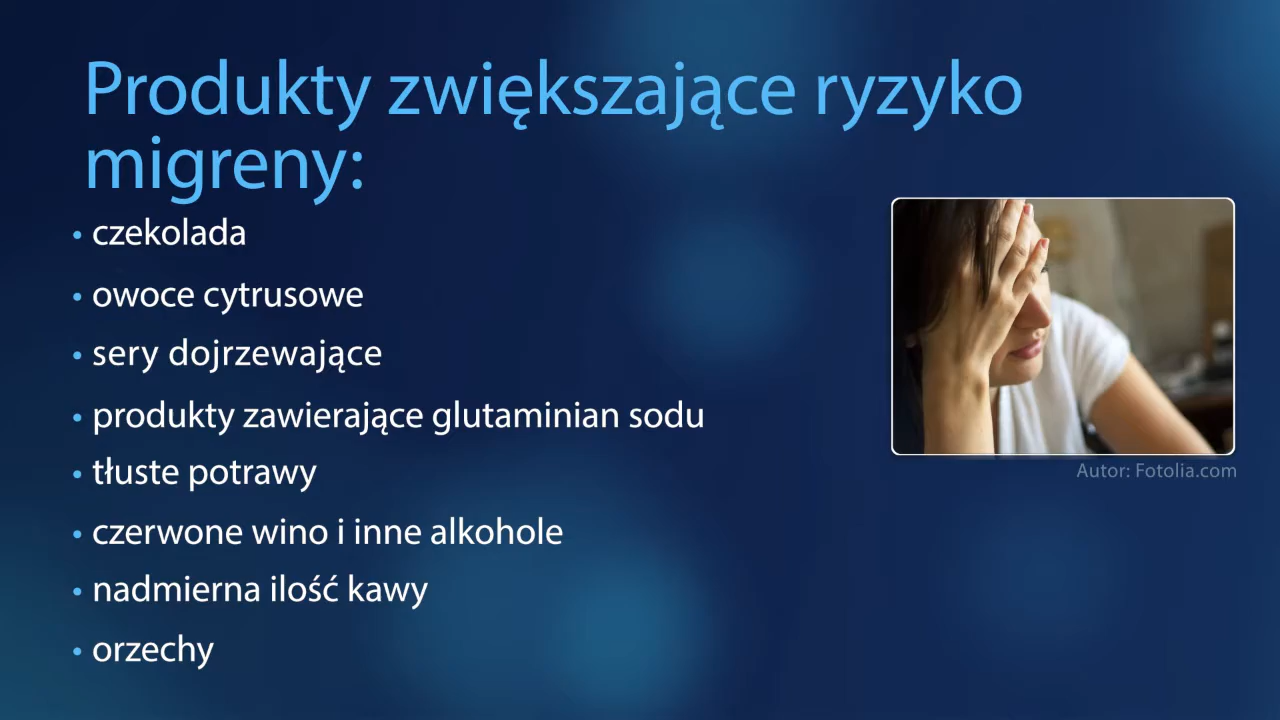 Produkty zwiększające ryzyko
migreny:
• czekolada
• owoce cytrusowe
• sery dojrzewające
• produkty zawierające glutaminian sodu
• tłuste potrawy
• czerwone wino i inne alkohole
• nadmierna ilość kawy
• orzechy
Autor: Fotolia.com